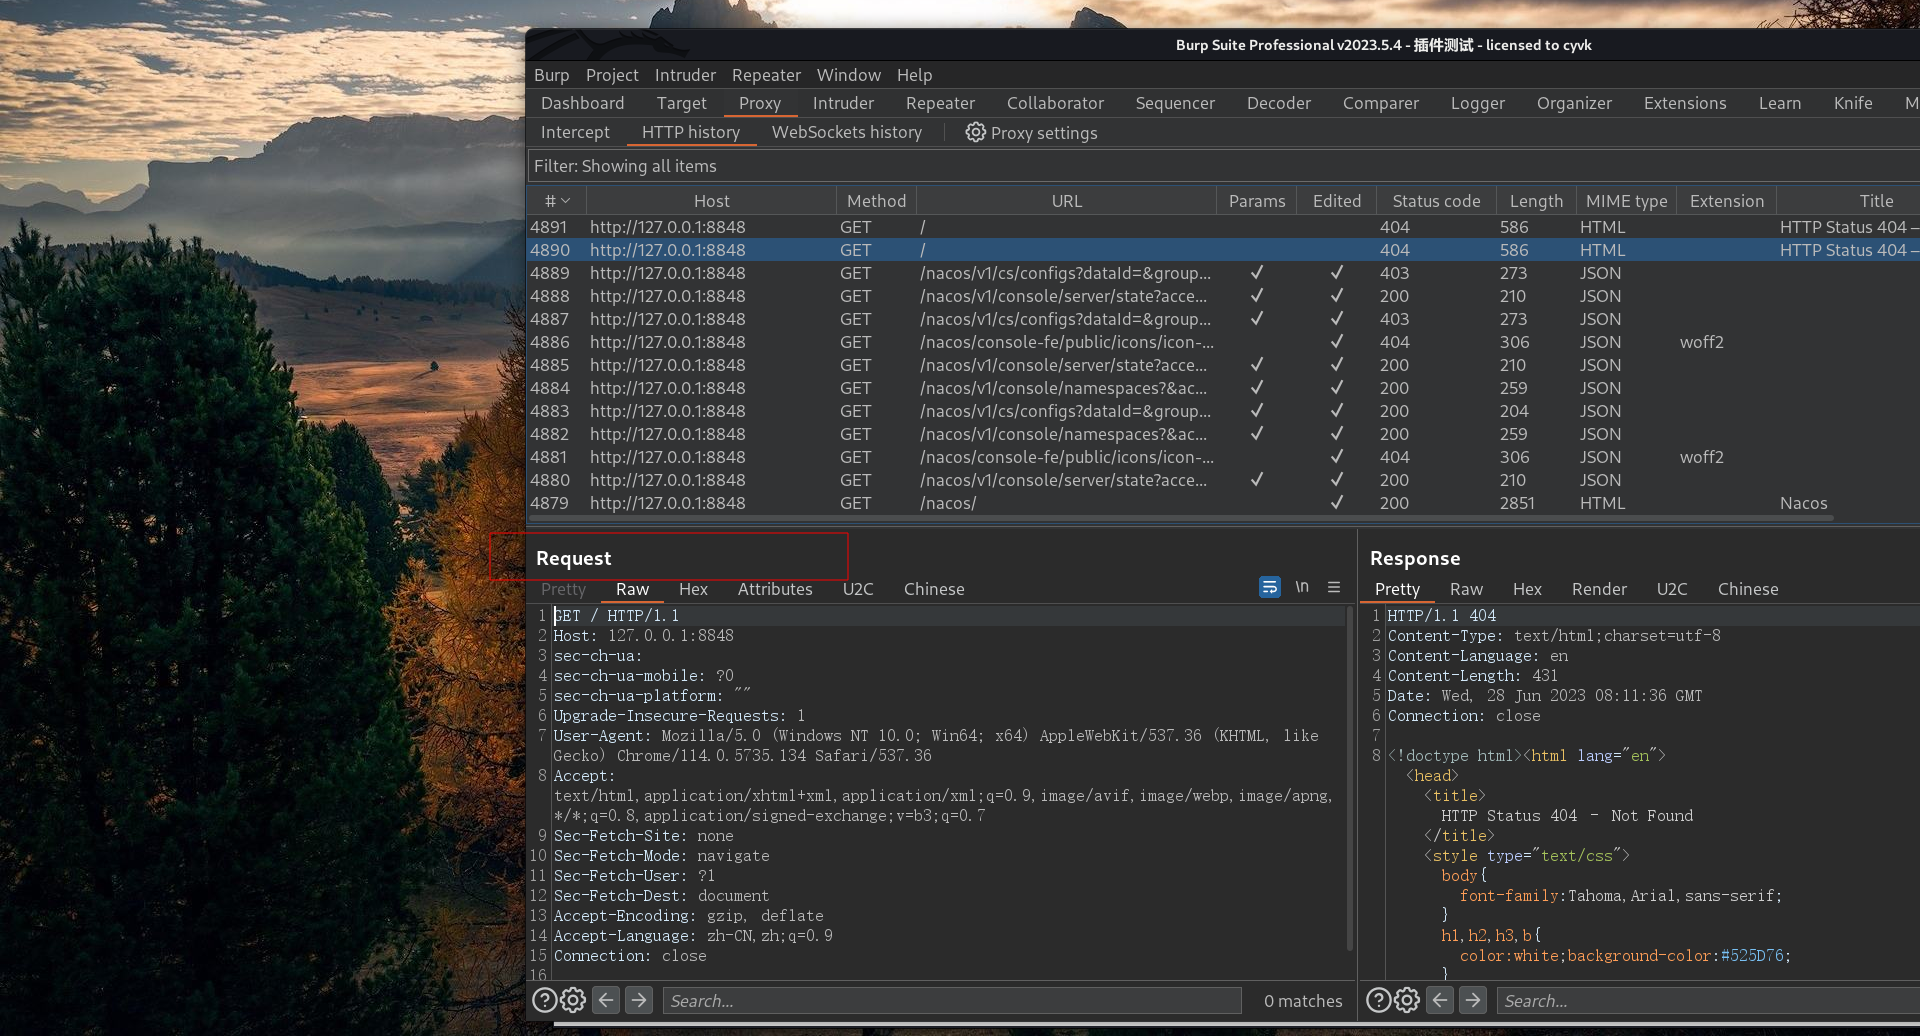 Burp Suite Professional v2023.5.4 - 插件测试 - licensed to cyvk
Burp Project Intruder Repeater Window Help
Dashboard Target Proxy Intruder Repeater Collaborator Sequencer Decoder Comparer Logger Organizer Extensions Learn Knife M
Intercept HTTP history WebSockets history Proxy settings
Filter: Showing all items
# Host Method URL Params Edited Status code Length MIME type Extension Title
4891 http://127.0.0.1:8848 GET / 404 586 HTML HTTP Status 404 –
4890 http://127.0.0.1:8848 GET / 404 586 HTML HTTP Status 404 –
4889 http://127.0.0.1:8848 GET /nacos/v1/cs/configs?dataId=&group... ✓ ✓ 403 273 JSON
4888 http://127.0.0.1:8848 GET /nacos/v1/console/server/state?acce... ✓ ✓ 200 210 JSON
4887 http://127.0.0.1:8848 GET /nacos/v1/cs/configs?dataId=&group... ✓ ✓ 403 273 JSON
4886 http://127.0.0.1:8848 GET /nacos/console-fe/public/icons/icon-... ✓ 404 306 JSON woff2
4885 http://127.0.0.1:8848 GET /nacos/v1/console/server/state?acce... ✓ ✓ 200 210 JSON
4884 http://127.0.0.1:8848 GET /nacos/v1/console/namespaces?&ac... ✓ ✓ 200 259 JSON
4883 http://127.0.0.1:8848 GET /nacos/v1/cs/configs?dataId=&group... ✓ ✓ 200 204 JSON
4882 http://127.0.0.1:8848 GET /nacos/v1/console/namespaces?&ac... ✓ ✓ 200 259 JSON
4881 http://127.0.0.1:8848 GET /nacos/console-fe/public/icons/icon-... ✓ 404 306 JSON woff2
4880 http://127.0.0.1:8848 GET /nacos/v1/console/server/state?acce... ✓ ✓ 200 210 JSON
4879 http://127.0.0.1:8848 GET /nacos/ ✓ 200 2851 HTML Nacos
Request
Pretty Raw Hex Attributes U2C Chinese \n
1 GET / HTTP/1.1
2 Host: 127.0.0.1:8848
3 sec-ch-ua:
4 sec-ch-ua-mobile: ?0
5 sec-ch-ua-platform: ""
6 Upgrade-Insecure-Requests: 1
7 User-Agent: Mozilla/5.0 (Windows NT 10.0; Win64; x64) AppleWebKit/537.36 (KHTML, like
Gecko) Chrome/114.0.5735.134 Safari/537.36
8 Accept:
text/html,application/xhtml+xml,application/xml;q=0.9,image/avif,image/webp,image/apng,
*/*;q=0.8,application/signed-exchange;v=b3;q=0.7
9 Sec-Fetch-Site: none
10 Sec-Fetch-Mode: navigate
11 Sec-Fetch-User: ?1
12 Sec-Fetch-Dest: document
13 Accept-Encoding: gzip, deflate
14 Accept-Language: zh-CN,zh;q=0.9
15 Connection: close
16
Search... 0 matches
Response
Pretty Raw Hex Render U2C Chinese
1 HTTP/1.1 404
2 Content-Type: text/html;charset=utf-8
3 Content-Language: en
4 Content-Length: 431
5 Date: Wed, 28 Jun 2023 08:11:36 GMT
6 Connection: close
7
8 <!doctype html><html lang="en">
<head>
<title>
HTTP Status 404 – Not Found
</title>
<style type="text/css">
body{
font-family:Tahoma,Arial,sans-serif;
}
h1,h2,h3,b{
color:white;background-color:#525D76;
}
Search...